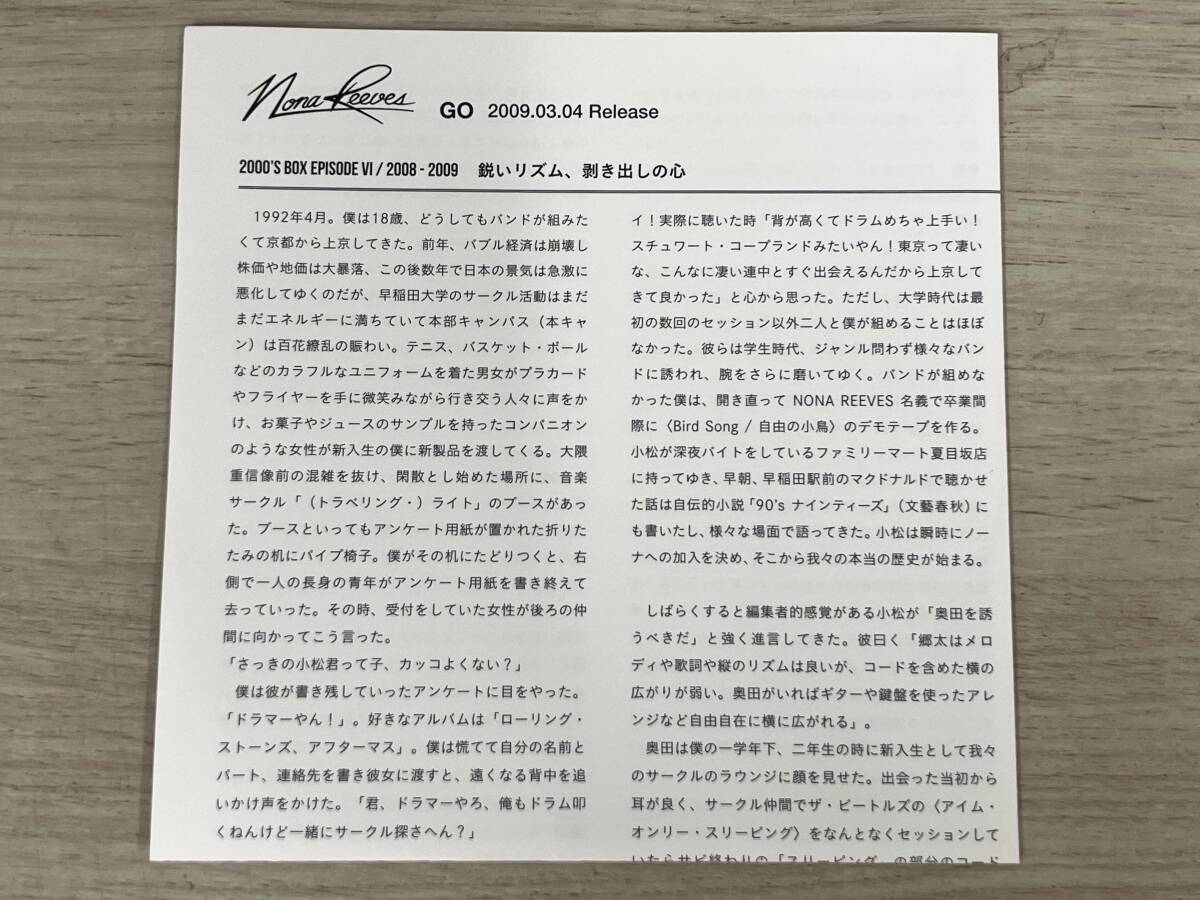 Nona Reeves
GO 2009.03.04 Release
2000'S BOX EPISODE VI / 2008 - 2009 鋭いリズム、剥き出しの心
1992年4月。僕は18歳、どうしてもバンドが組みた
くて京都から上京してきた。前年、バブル経済は崩壊し
株価や地価は大暴落、この後数年で日本の景気は急激に
悪化してゆくのだが、早稲田大学のサークル活動はまだ
まだエネルギーに満ちていて本部キャンパス（本キャ
ン）は百花繚乱の賑わい。テニス、バスケット・ボール
などのカラフルなユニフォームを着た男女がプラカード
やフライヤーを手に微笑みながら行き交う人々に声をか
け、お菓子やジュースのサンプルを持ったコンパニオン
のような女性が新入生の僕に新製品を渡してくる。大隈
重信像前の混雑を抜け、閑散とし始めた場所に、音楽
サークル「（トラベリング・）ライト」のブースがあっ
た。ブースといってもアンケート用紙が置かれた折りた
たみの机にパイプ椅子。僕がその机にたどりつくと、右
側で一人の長身の青年がアンケート用紙を書き終えて
去っていった。その時、受付をしていた女性が後ろの仲
間に向かってこう言った。
「さっきの小松君って子、カッコよくない？」
僕は彼が書き残していったアンケートに目をやった。
「ドラマーやん！」。好きなアルバムは「ローリング・
ストーンズ、アフターマス」。僕は慌てて自分の名前と
パート、連絡先を書き彼女に渡すと、遠くなる背中を追
いかけ声をかけた。「君、ドラマーやろ、俺もドラム叩
くねんけど一緒にサークル探さへん？」
イ！実際に聴いた時「背が高くてドラムめちゃ上手い！
スチュワート・コープランドみたいやん！東京って凄い
な、こんなに凄い連中とすぐ出会えるんだから上京して
きて良かった」と心から思った。ただし、大学時代は最
初の数回のセッション以外二人と僕が組めることはほぼ
なかった。彼らは学生時代、ジャンル問わず様々なバン
ドに誘われ、腕をさらに磨いてゆく。バンドが組めな
かった僕は、開き直って NONA REEVES 名義で卒業間
際に〈Bird Song / 自由の小鳥〉のデモテープを作る。
小松が深夜バイトをしているファミリーマート夏目坂店
に持ってゆき、早朝、早稲田駅前のマクドナルドで聴かせ
た話は自伝的小説「90's ナインティーズ」（文藝春秋）に
も書いたし、様々な場面で語ってきた。小松は瞬時にノー
ナへの加入を決め、そこから我々の本当の歴史が始まる。
しばらくすると編集者的感覚がある小松が「奥田を誘
うべきだ」と強く進言してきた。彼曰く「郷太はメロ
ディや歌詞や縦のリズムは良いが、コードを含めた横の
広がりが弱い。奥田がいればギターや鍵盤を使ったアレ
ンジなど自由自在に横に広がれる」。
奥田は僕の一学年下、二年生の時に新入生として我々
のサークルのラウンジに顔を見せた。出会った当初から
耳が良く、サークル仲間でザ・ビートルズの〈アイム・
オンリー・スリーピング〉をなんとなくセッションして
いたらサビ終わりの「スリーピング」の部分のコード